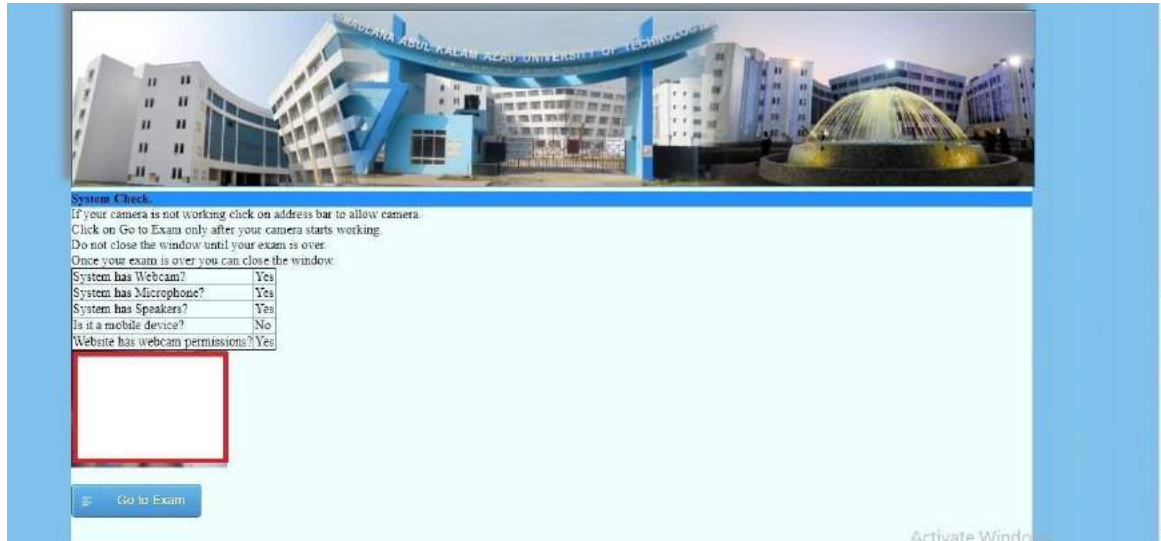 MAULANA ABUL KALAM AZAD UNIVERSITY OF TECHNOLOGY
System Check.
If your camera is not working click on address bar to allow camera.
Click on Go to Exam only after your camera starts working.
Do not close the window until your exam is over.
Once your exam is over you can close the window.
System has Webcam? Yes
System has Microphone? Yes
System has Speakers? Yes
Is it a mobile device? No
Website has webcam permissions? Yes
Go to Exam
Activate Windo